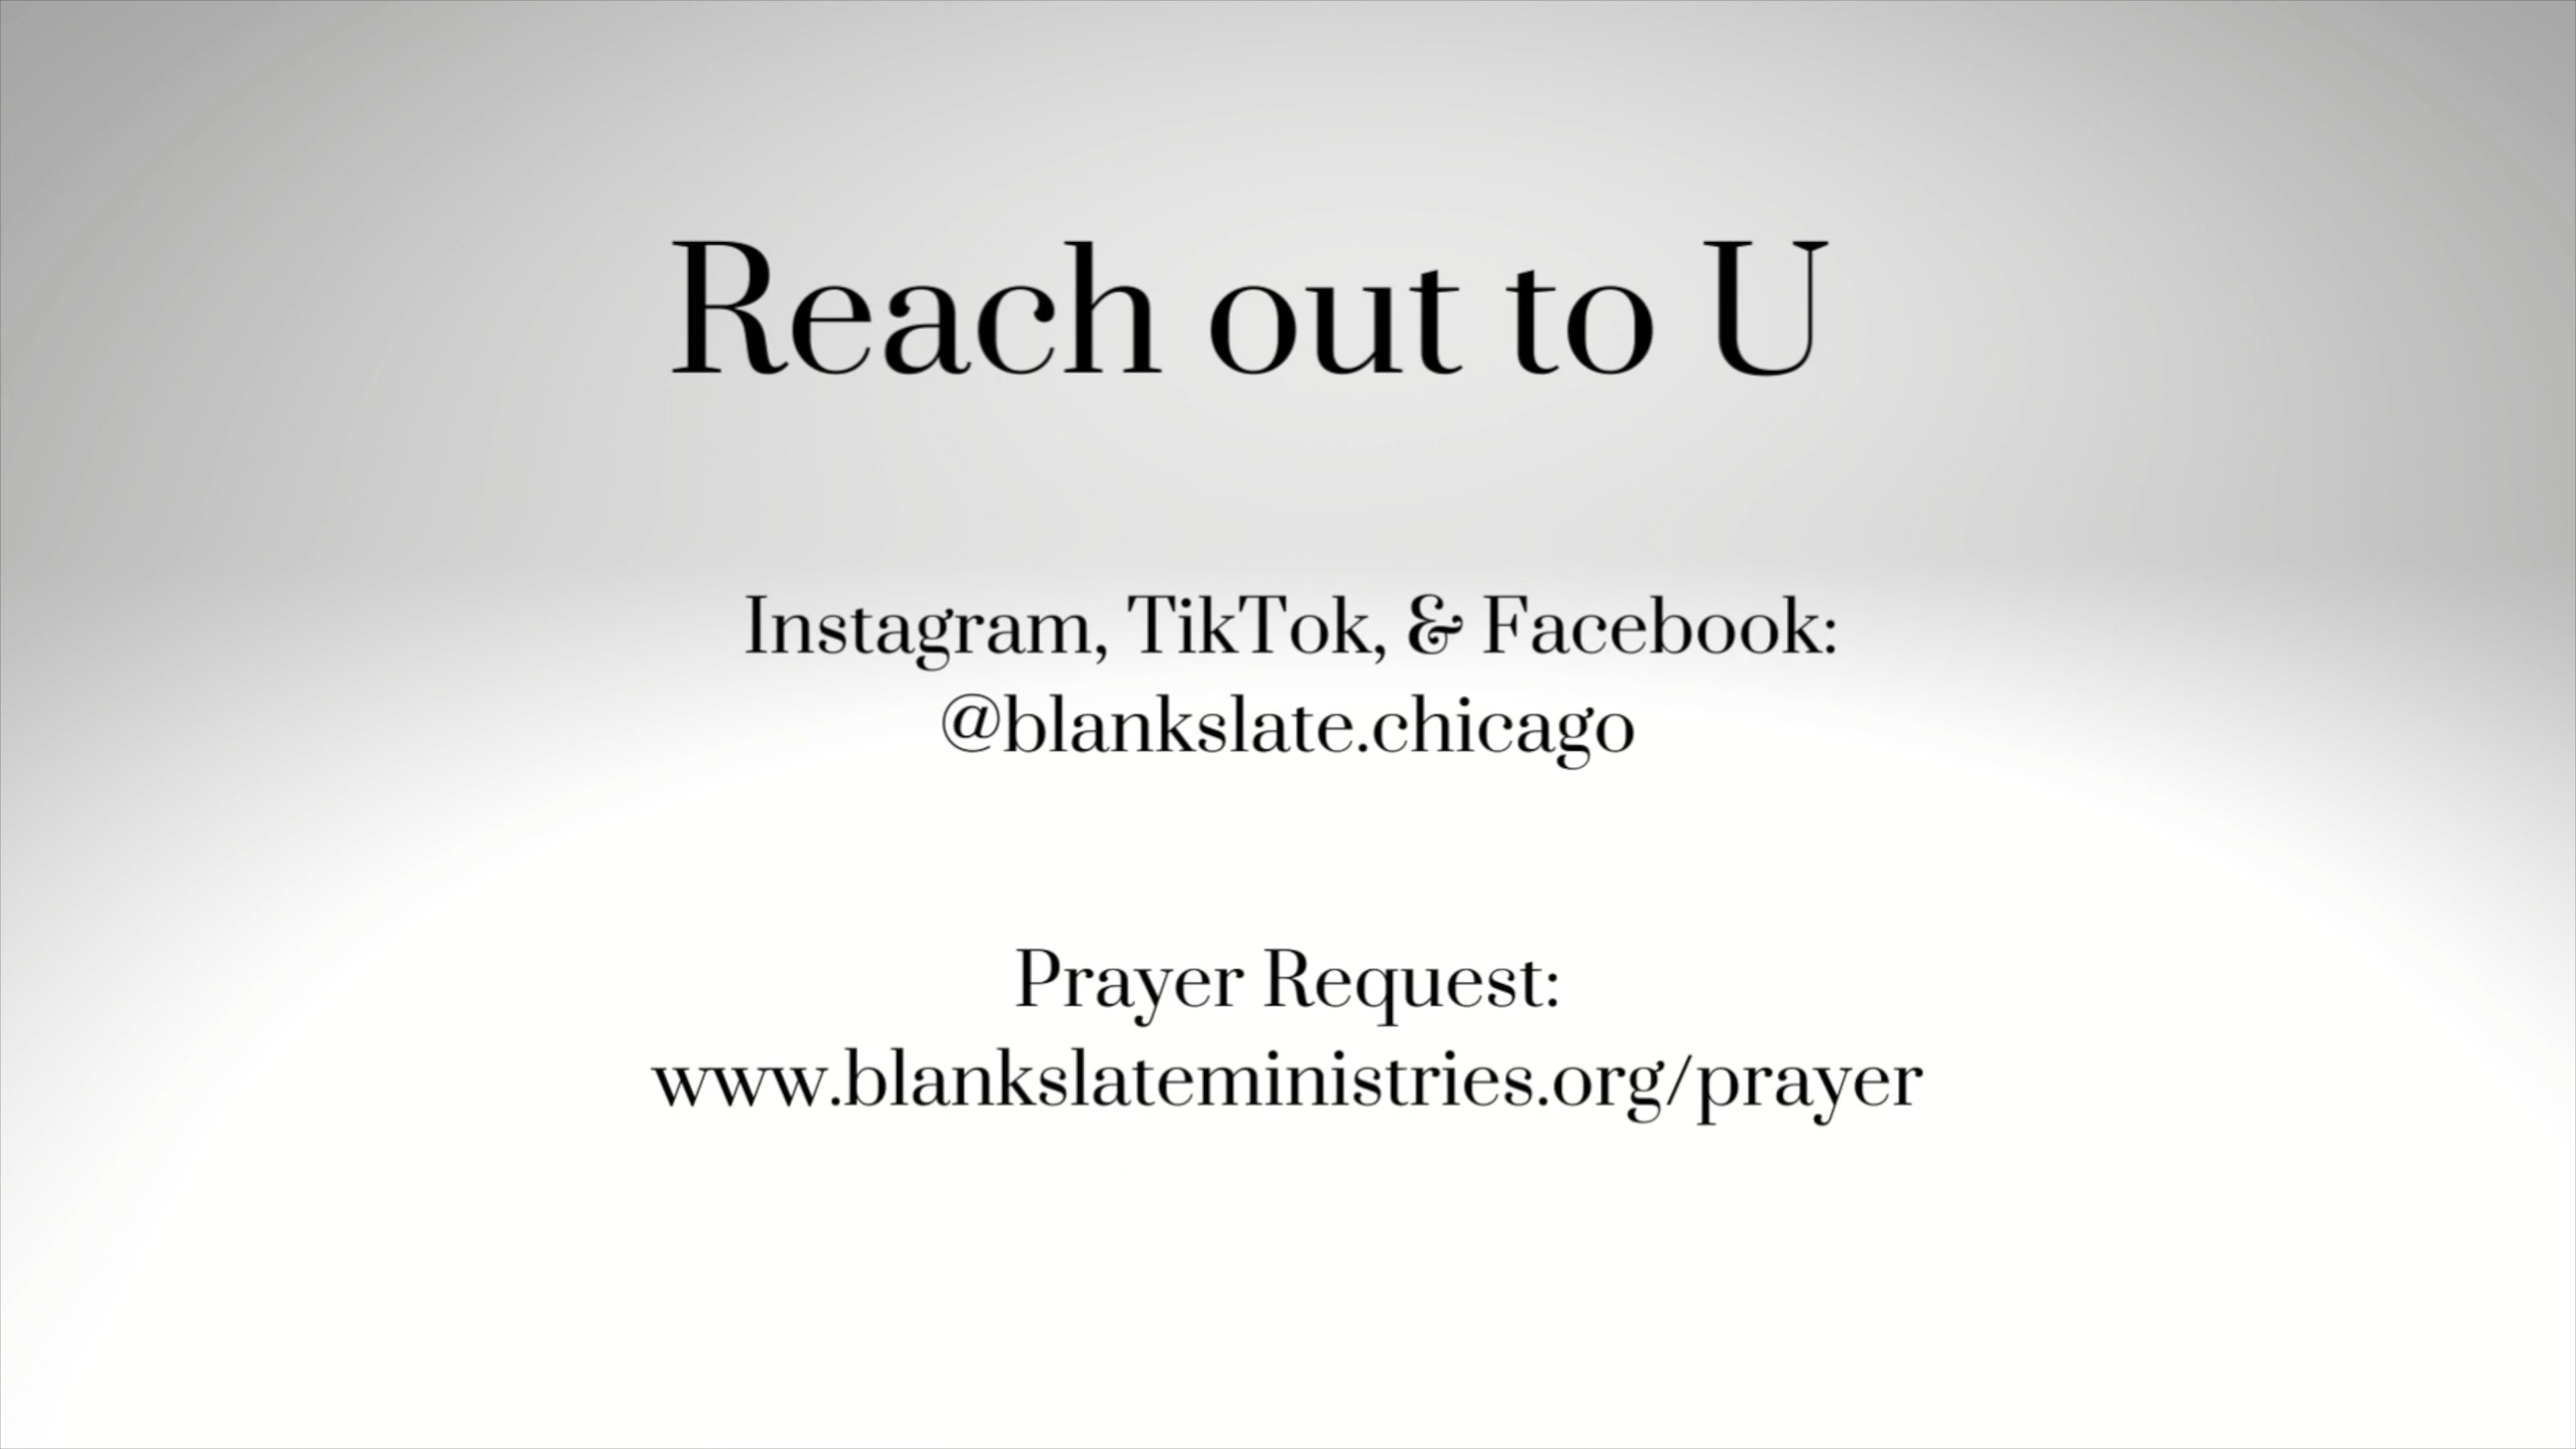 Reach out to U
Instagram, TikTok, & Facebook:
@blankslate.chicago
Prayer Request:
www.blankslateministries.org/prayer